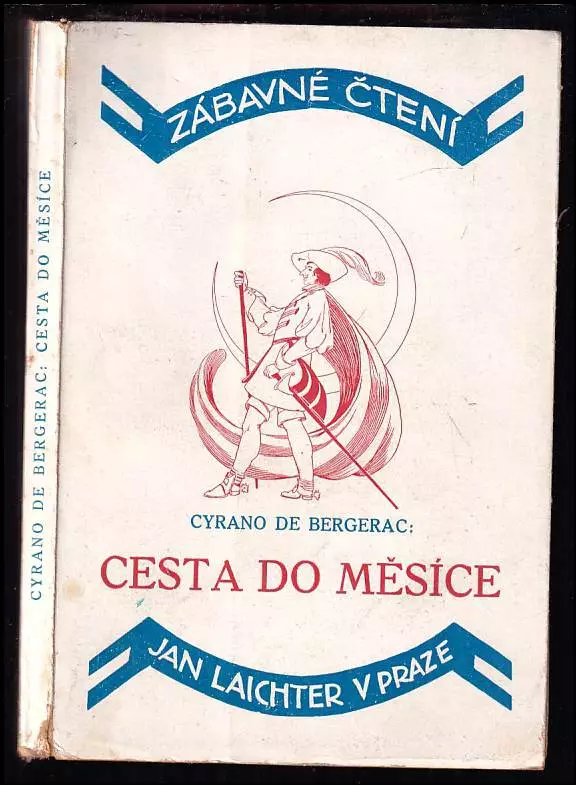 ZÁBAVNÉ ČTENÍ
CYRANO DE BERGERAC:
CESTA DO MĚSÍCE
JAN LAICHTER V PRAZE
CYRANO DE BERGERAC: CESTA DO MĚSÍCE